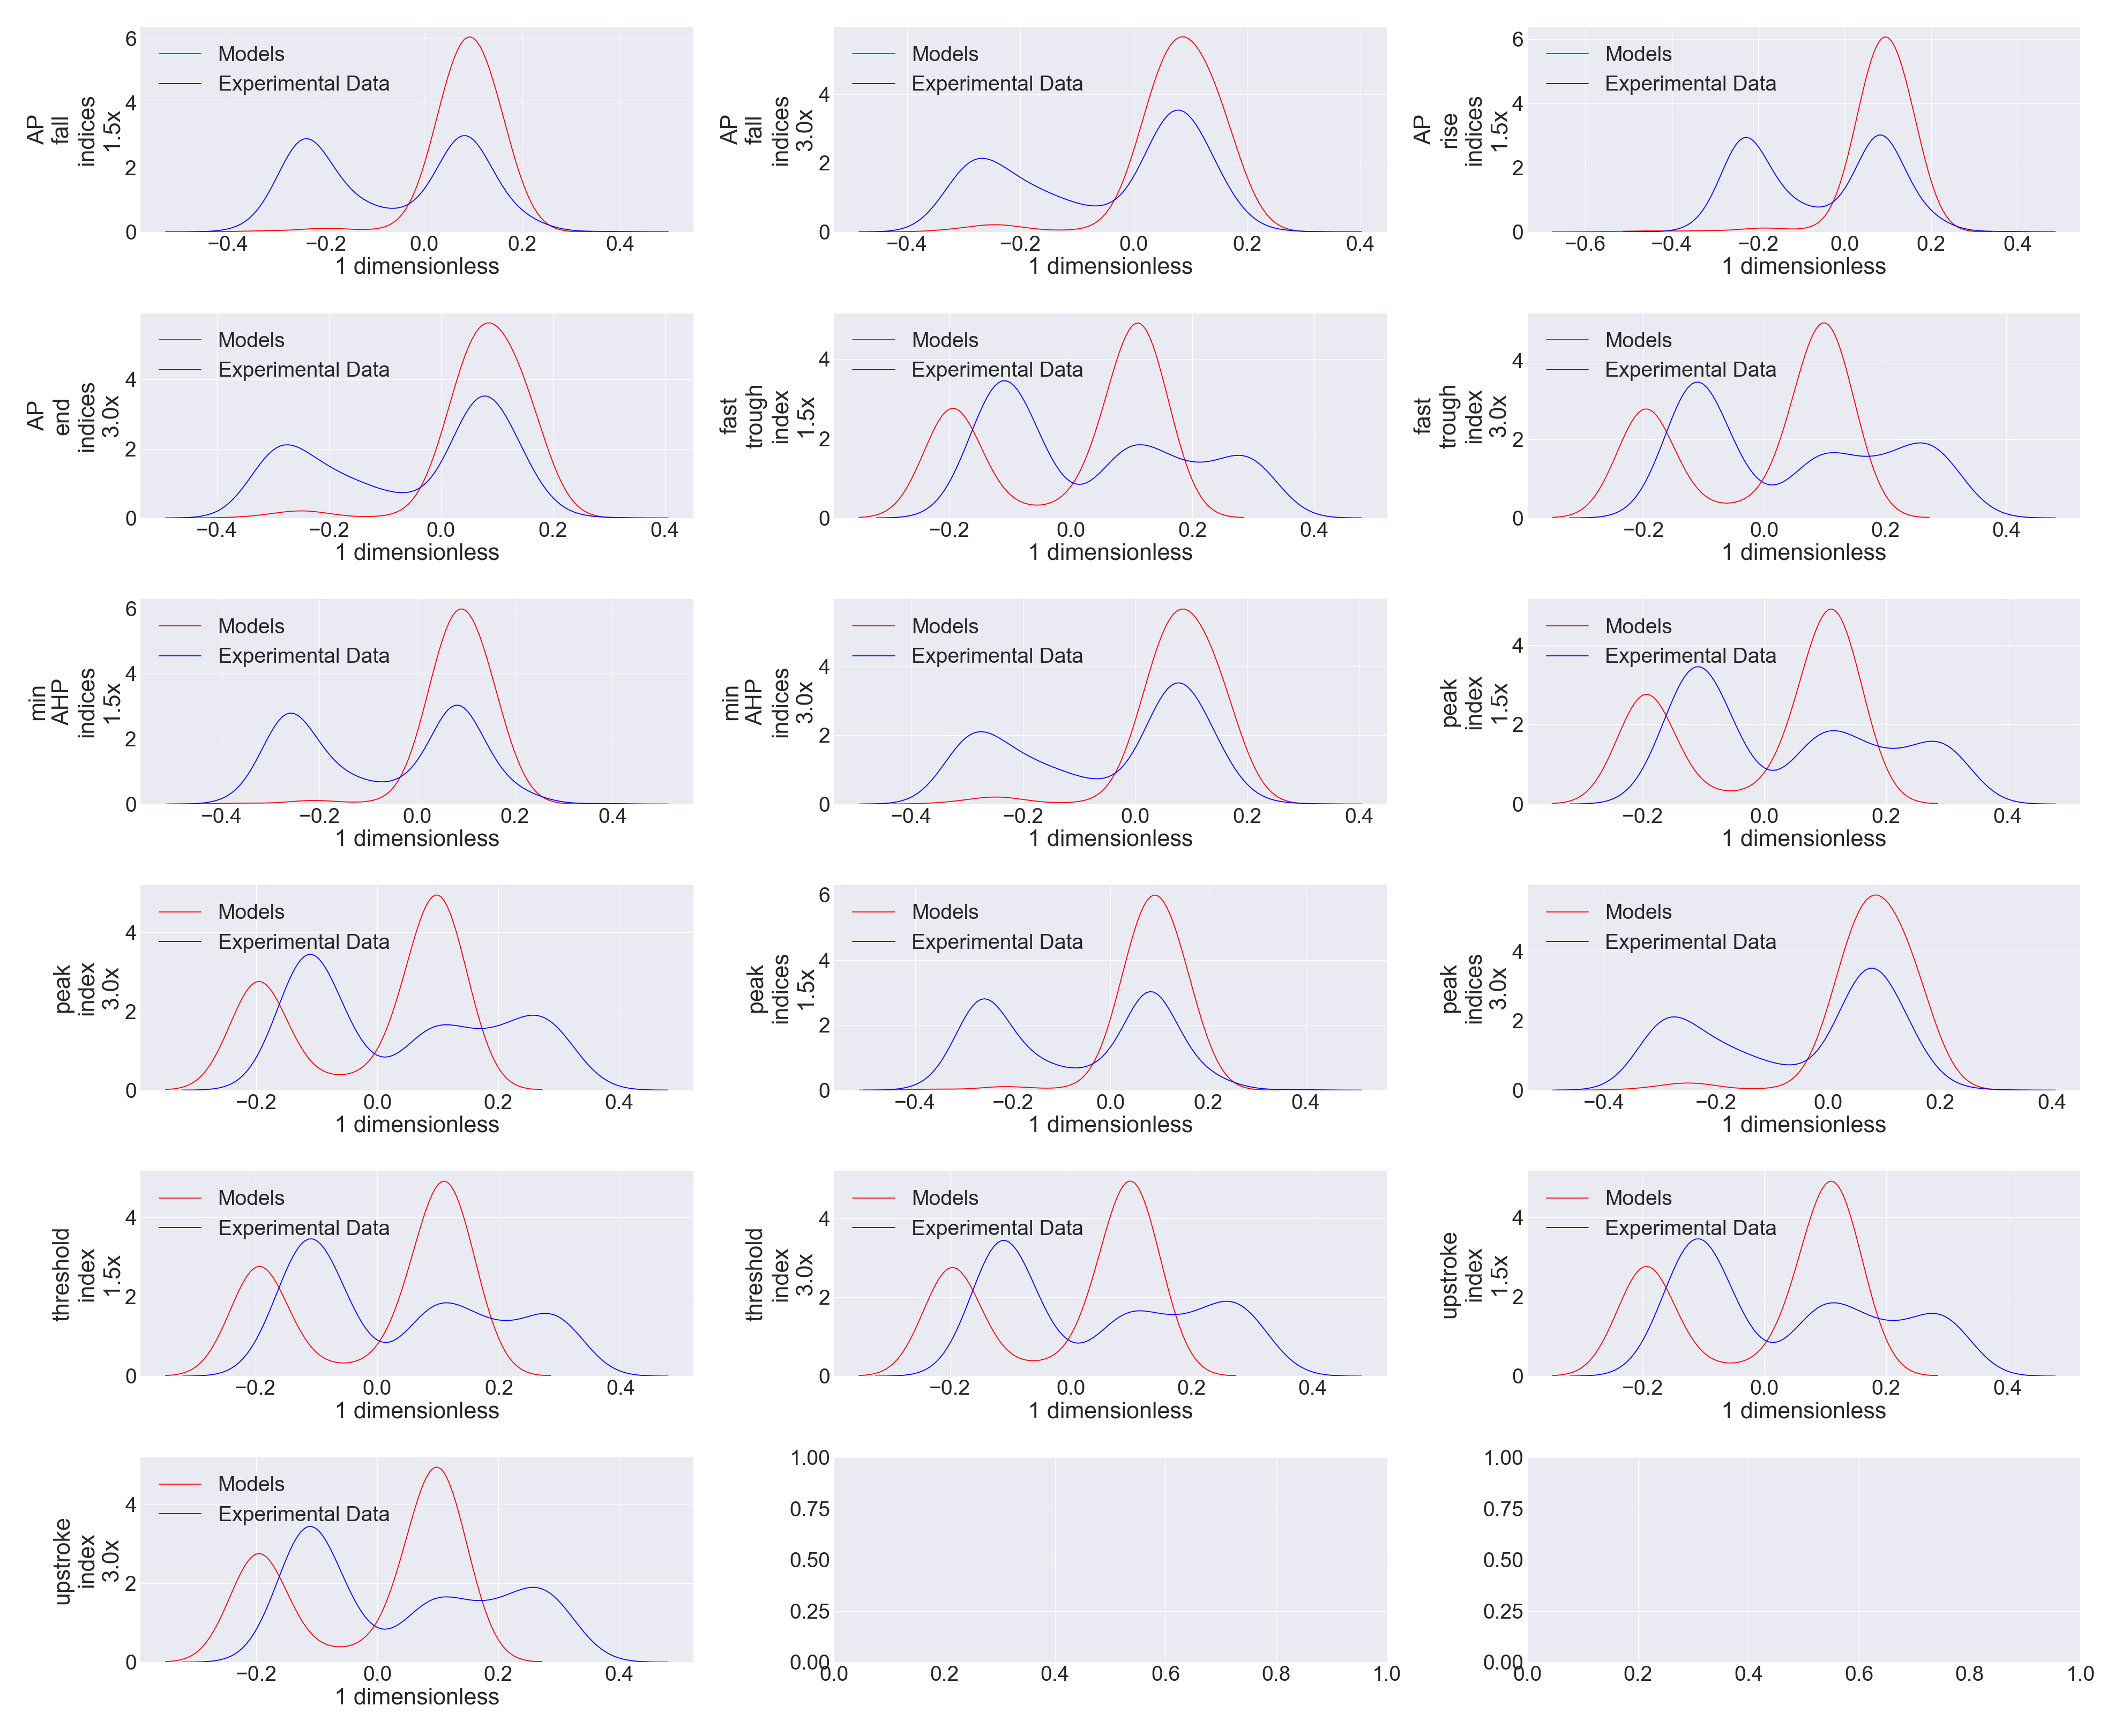 AP
fall
indices
1.5x
6
4
2
0
Models
Experimental Data
−0.4 −0.2 0.0 0.2 0.4
1 dimensionless
AP
fall
indices
3.0x
4
2
0
Models
Experimental Data
−0.4 −0.2 0.0 0.2 0.4
1 dimensionless
AP
rise
indices
1.5x
6
4
2
0
Models
Experimental Data
−0.6 −0.4 −0.2 0.0 0.2 0.4
1 dimensionless
AP
end
indices
3.0x
4
2
0
Models
Experimental Data
−0.4 −0.2 0.0 0.2 0.4
1 dimensionless
fast
trough
index
1.5x
4
2
0
Models
Experimental Data
−0.2 0.0 0.2 0.4
1 dimensionless
fast
trough
index
3.0x
4
2
0
Models
Experimental Data
−0.2 0.0 0.2 0.4
1 dimensionless
min
AHP
indices
1.5x
6
4
2
0
Models
Experimental Data
−0.4 −0.2 0.0 0.2 0.4
1 dimensionless
min
AHP
indices
3.0x
4
2
0
Models
Experimental Data
−0.4 −0.2 0.0 0.2 0.4
1 dimensionless
peak
index
1.5x
4
2
0
Models
Experimental Data
−0.2 0.0 0.2 0.4
1 dimensionless
peak
index
3.0x
4
2
0
Models
Experimental Data
−0.2 0.0 0.2 0.4
1 dimensionless
peak
indices
1.5x
6
4
2
0
Models
Experimental Data
−0.4 −0.2 0.0 0.2 0.4
1 dimensionless
peak
indices
3.0x
4
2
0
Models
Experimental Data
−0.4 −0.2 0.0 0.2 0.4
1 dimensionless
threshold
index
1.5x
4
2
0
Models
Experimental Data
−0.2 0.0 0.2 0.4
1 dimensionless
threshold
index
3.0x
4
2
0
Models
Experimental Data
−0.2 0.0 0.2 0.4
1 dimensionless
upstroke
index
1.5x
4
2
0
Models
Experimental Data
−0.2 0.0 0.2 0.4
1 dimensionless
upstroke
index
3.0x
4
2
0
Models
Experimental Data
−0.2 0.0 0.2 0.4
1 dimensionless
1.00
0.75
0.50
0.25
0.00
0.0 0.2 0.4 0.6 0.8 1.0
1.00
0.75
0.50
0.25
0.00
0.0 0.2 0.4 0.6 0.8 1.0